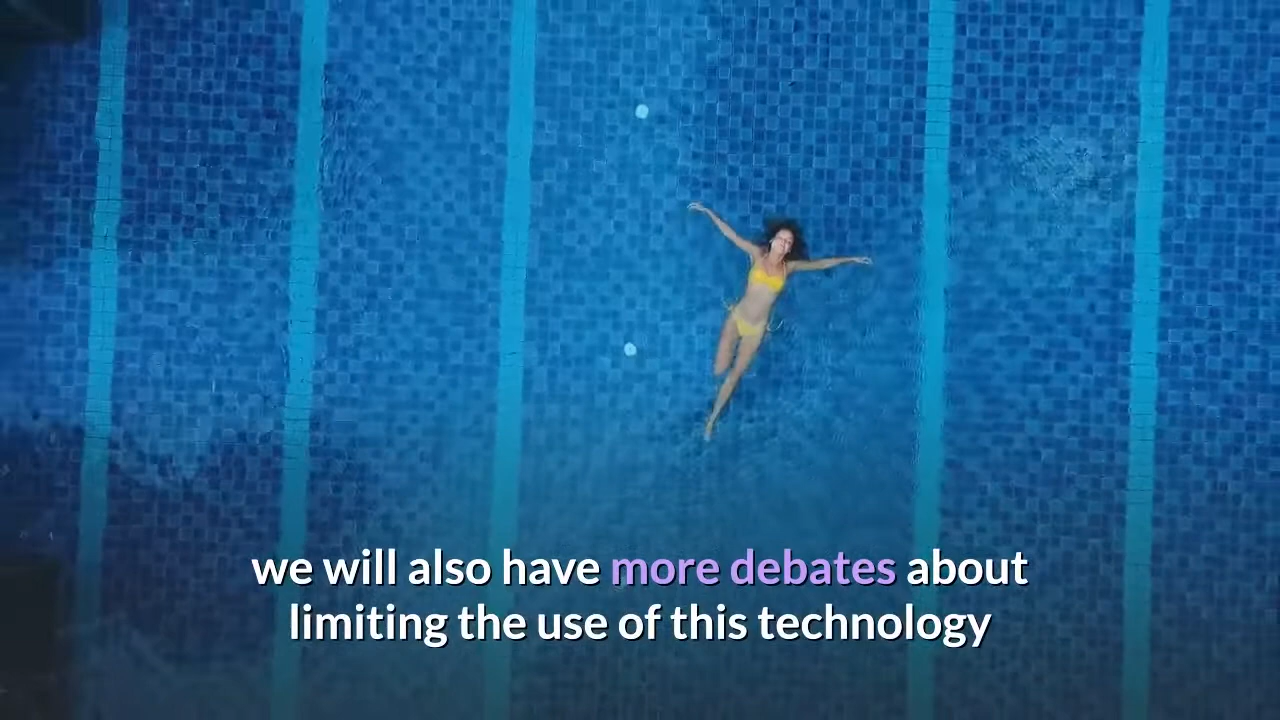 we will also have more debates about
limiting the use of this technology